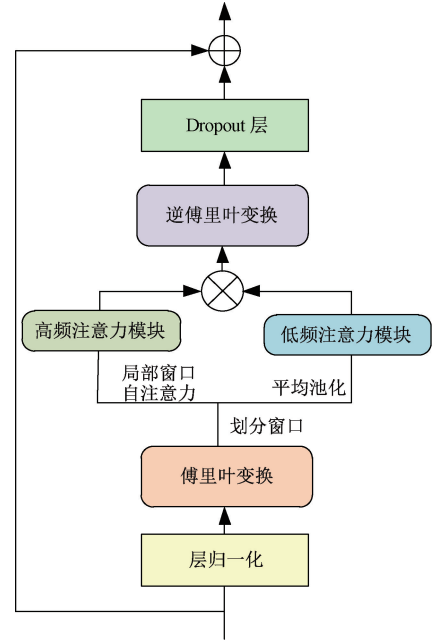 Dropout 层
逆傅里叶变换
高频注意力模块
低频注意力模块
局部窗口
自注意力
平均池化
划分窗口
傅里叶变换
层归一化